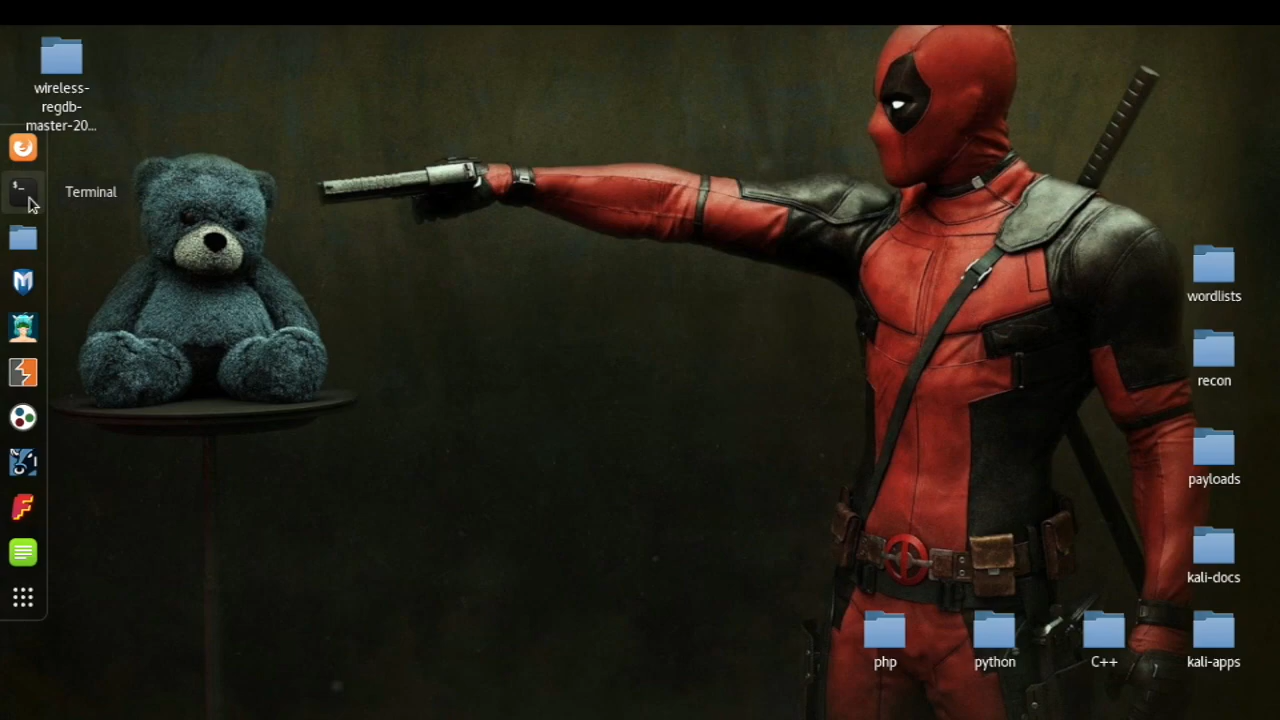 wireless-
regdb-
master-20...
Terminal
$_
wordlists
recon
payloads
kali-docs
php
python
C++
kali-apps